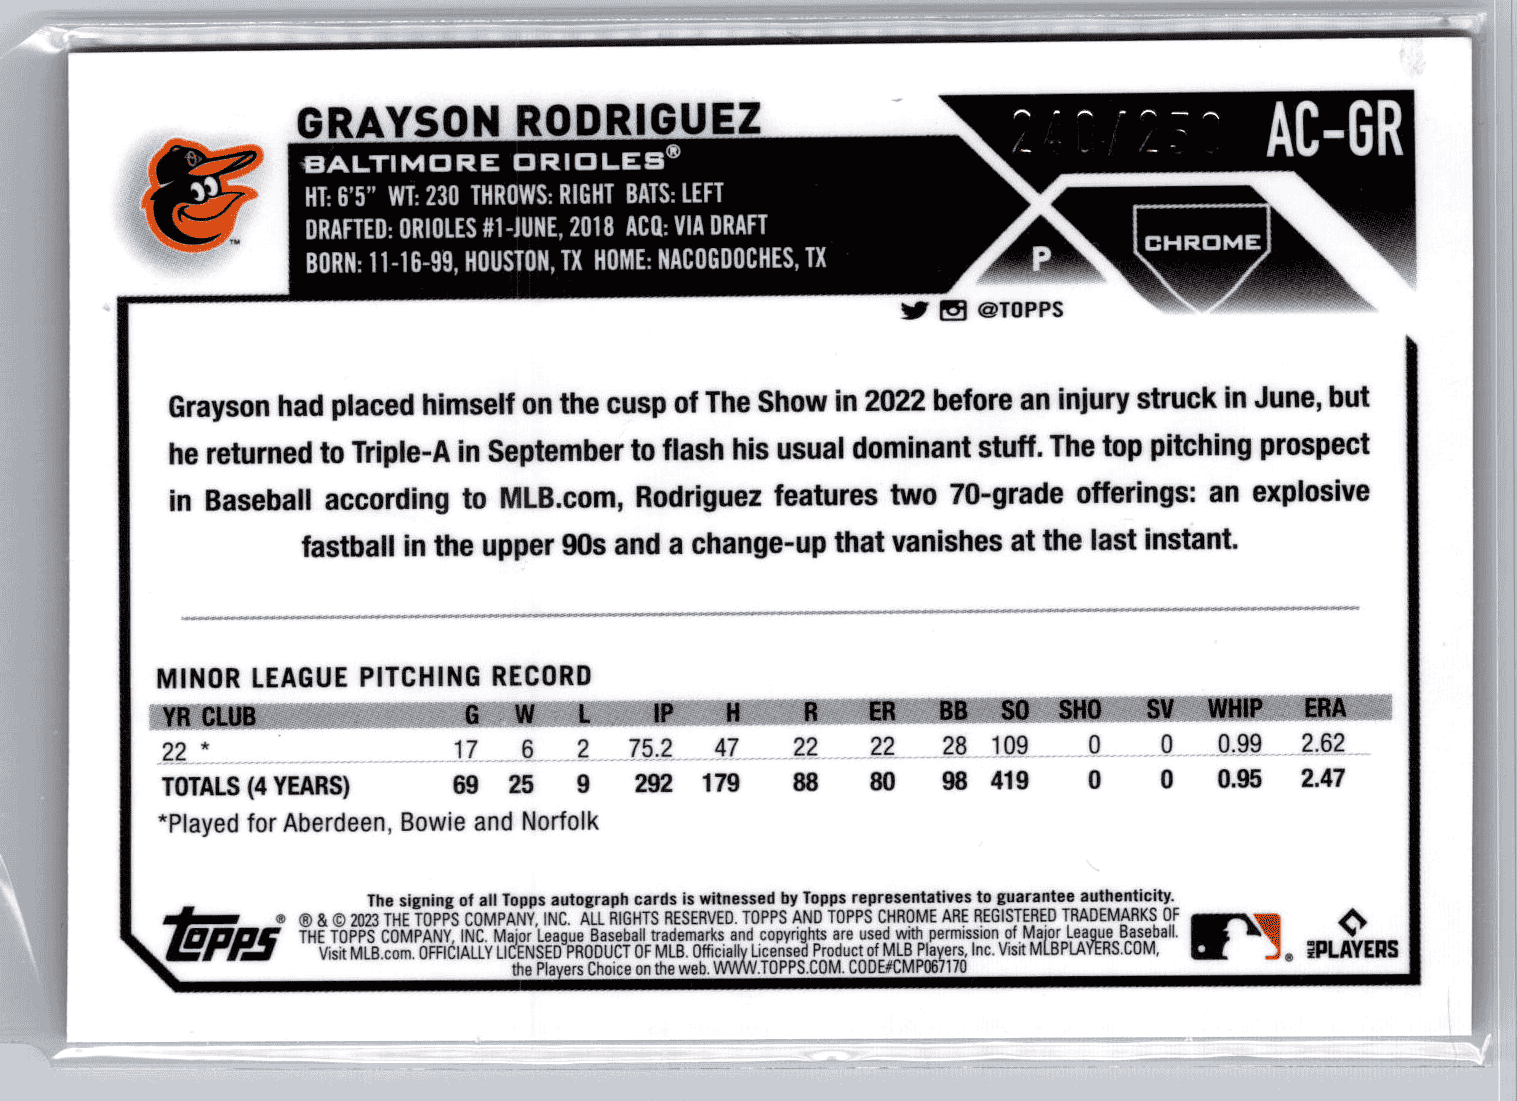 GRAYSON RODRIGUEZ
BALTIMORE ORIOLES®
HT: 6'5" WT: 230 THROWS: RIGHT BATS: LEFT
DRAFTED: ORIOLES #1-JUNE, 2018 ACQ: VIA DRAFT
BORN: 11-16-99, HOUSTON, TX HOME: NACOGDOCHES, TX
240/250
AC-GR
P
CHROME
@TOPPS
TM
Grayson had placed himself on the cusp of The Show in 2022 before an injury struck in June, but
he returned to Triple-A in September to flash his usual dominant stuff. The top pitching prospect
in Baseball according to MLB.com, Rodriguez features two 70-grade offerings: an explosive
fastball in the upper 90s and a change-up that vanishes at the last instant.
MINOR LEAGUE PITCHING RECORD
YR CLUB G W L IP H R ER BB SO SHO SV WHIP ERA
22 * 17 6 2 75.2 47 22 22 28 109 0 0 0.99 2.62
TOTALS (4 YEARS) 69 25 9 292 179 88 80 98 419 0 0 0.95 2.47
*Played for Aberdeen, Bowie and Norfolk
The signing of all Topps autograph cards is witnessed by Topps representatives to guarantee authenticity.
® & © 2023 THE TOPPS COMPANY, INC. ALL RIGHTS RESERVED. TOPPS AND TOPPS CHROME ARE REGISTERED TRADEMARKS OF
THE TOPPS COMPANY, INC. Major League Baseball trademarks and copyrights are used with permission of Major League Baseball.
Visit MLB.com. OFFICIALLY LICENSED PRODUCT OF MLB. Officially Licensed Product of MLB Players, Inc. Visit MLBPLAYERS.COM,
the Players Choice on the web. WWW.TOPPS.COM. CODE#CMP067170
Topps®
®
MLB PLAYERS